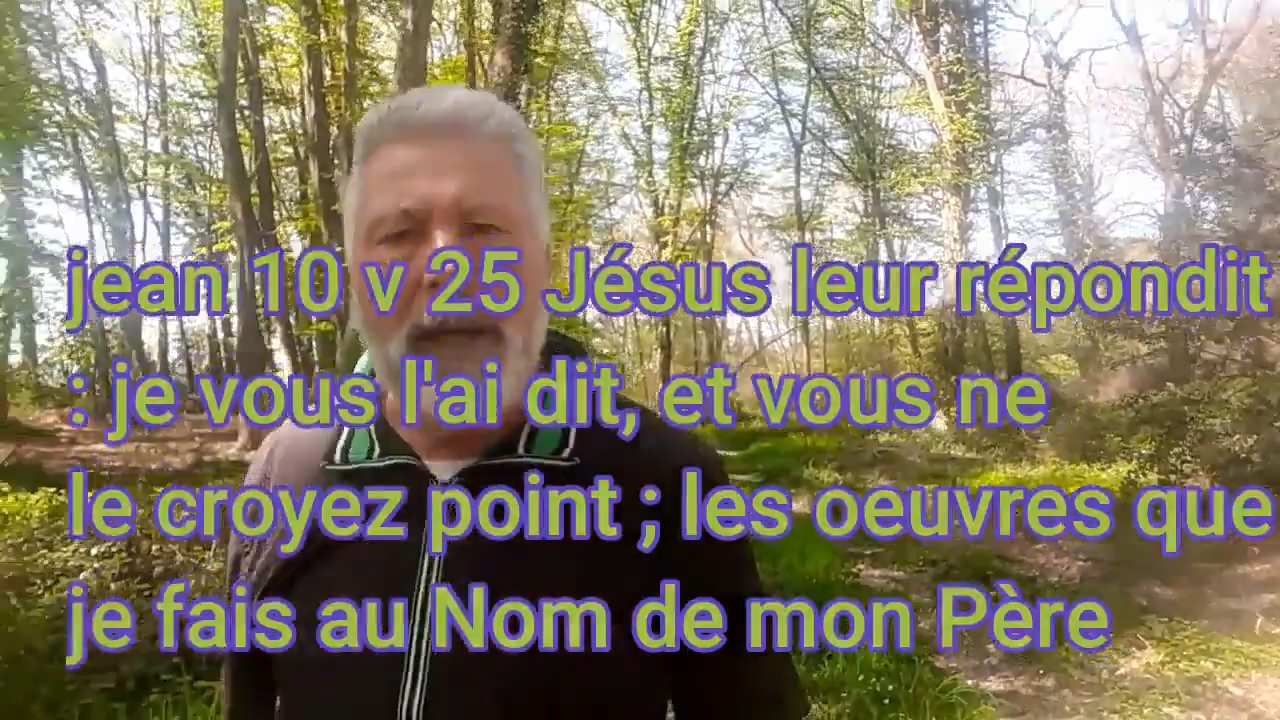 jean 10 v 25 Jésus leur répondit
: je vous l'ai dit, et vous ne
le croyez point ; les oeuvres que
je fais au Nom de mon Père